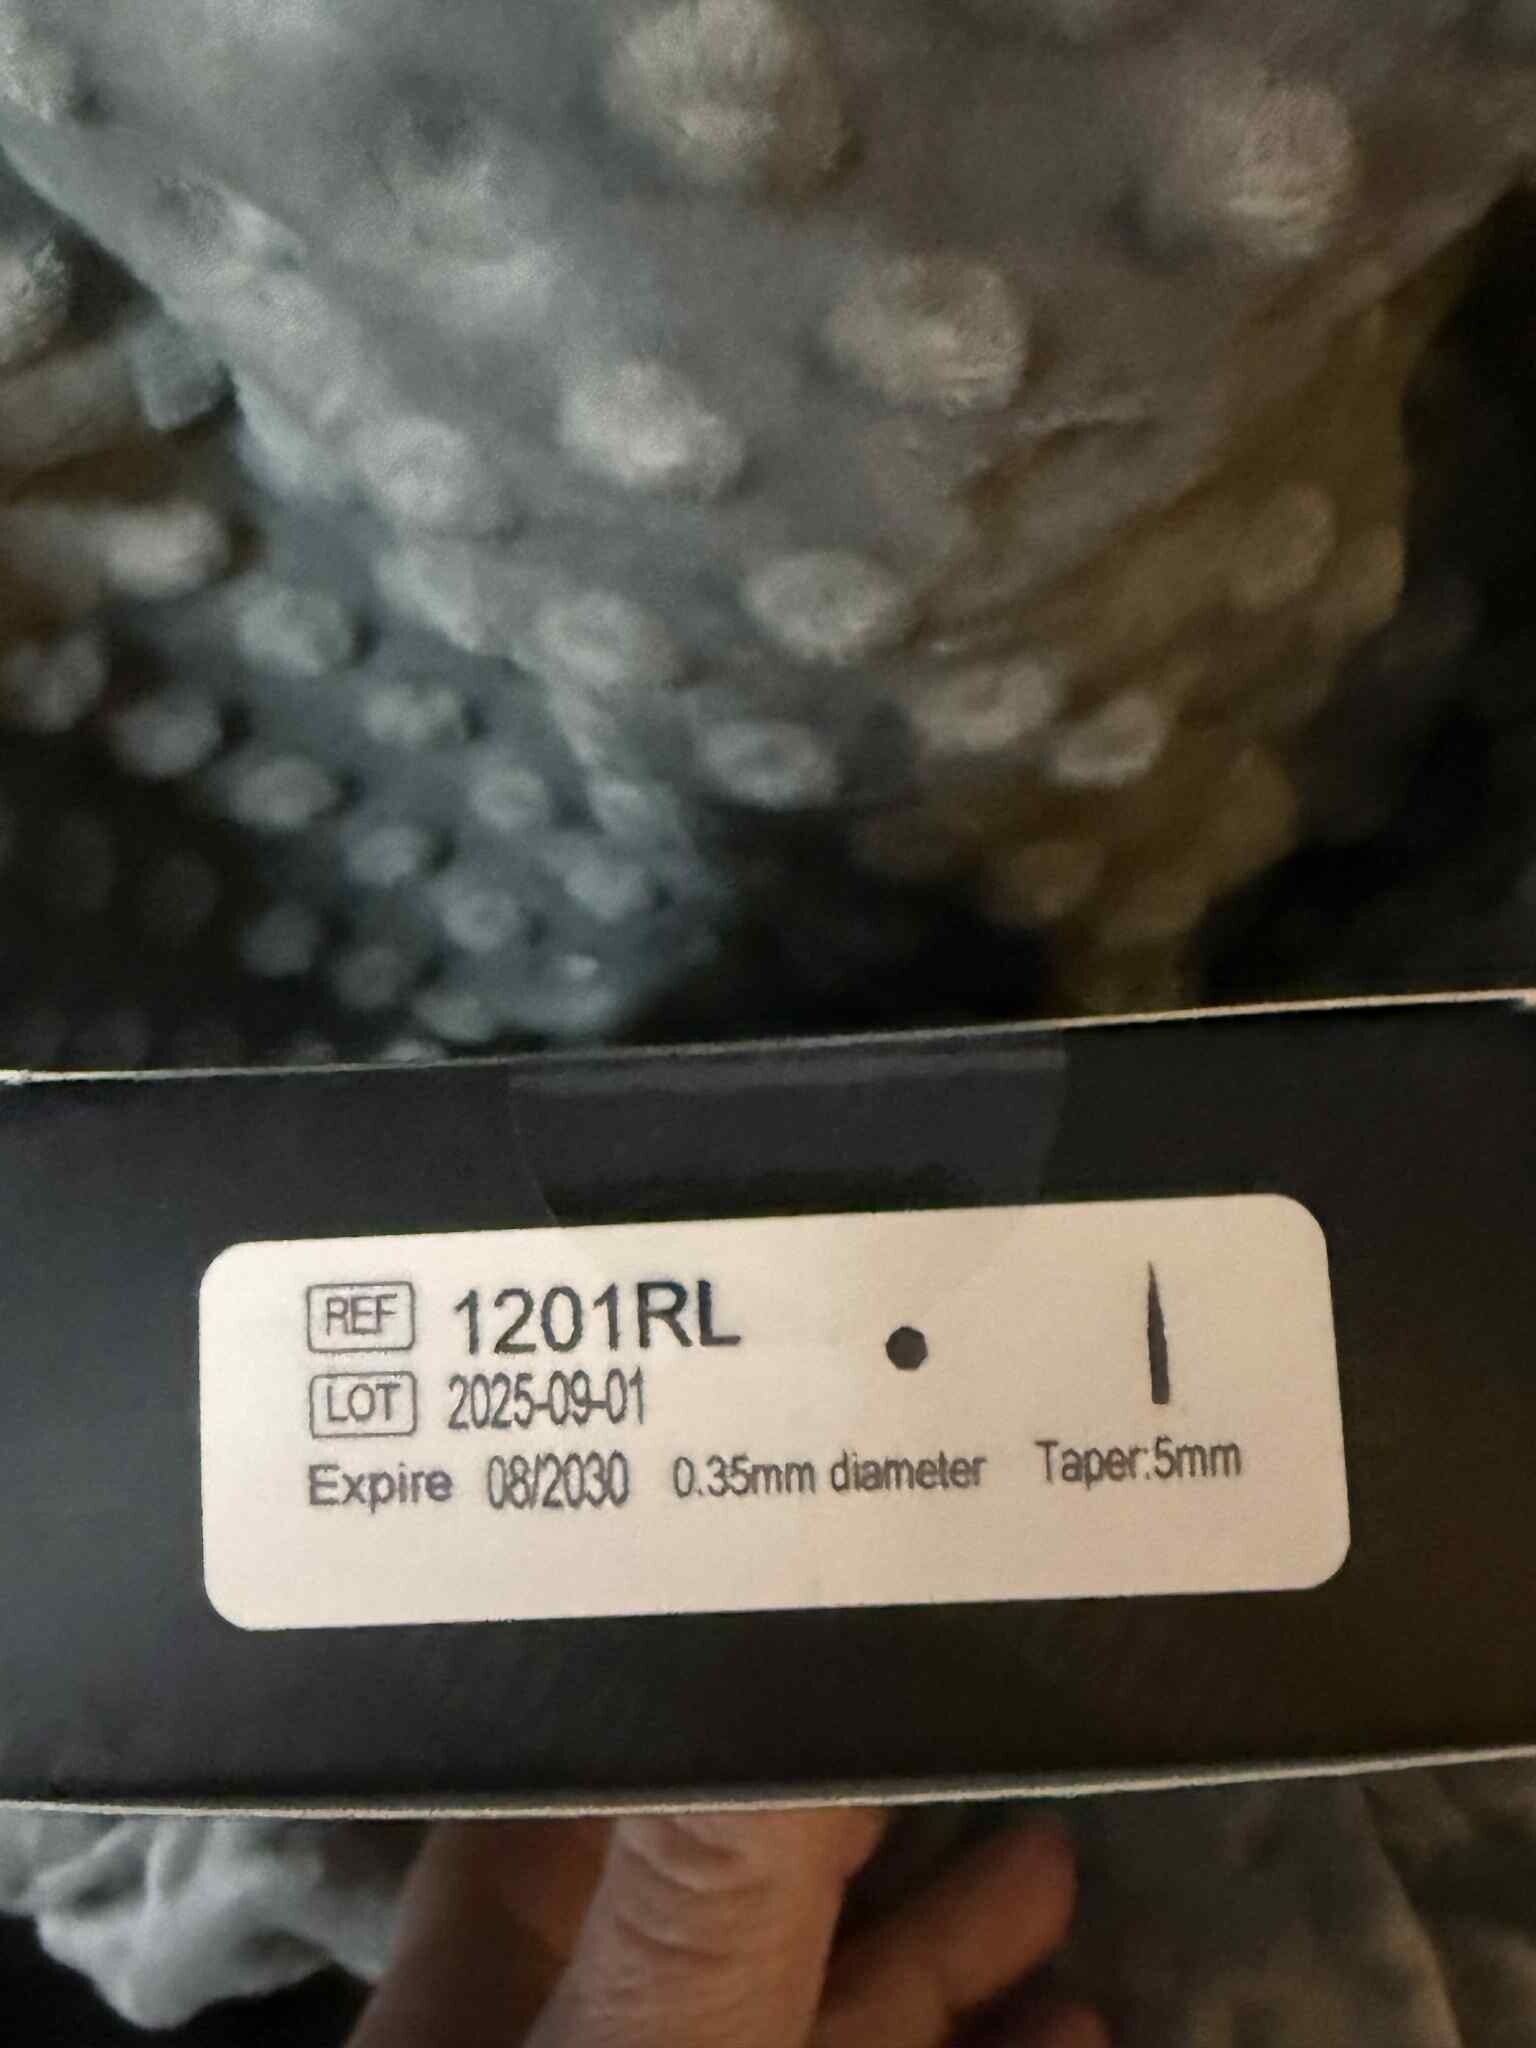 REF 1201RL
LOT 2025-09-01
Expire 08/2030 0.35mm diameter Taper:5mm